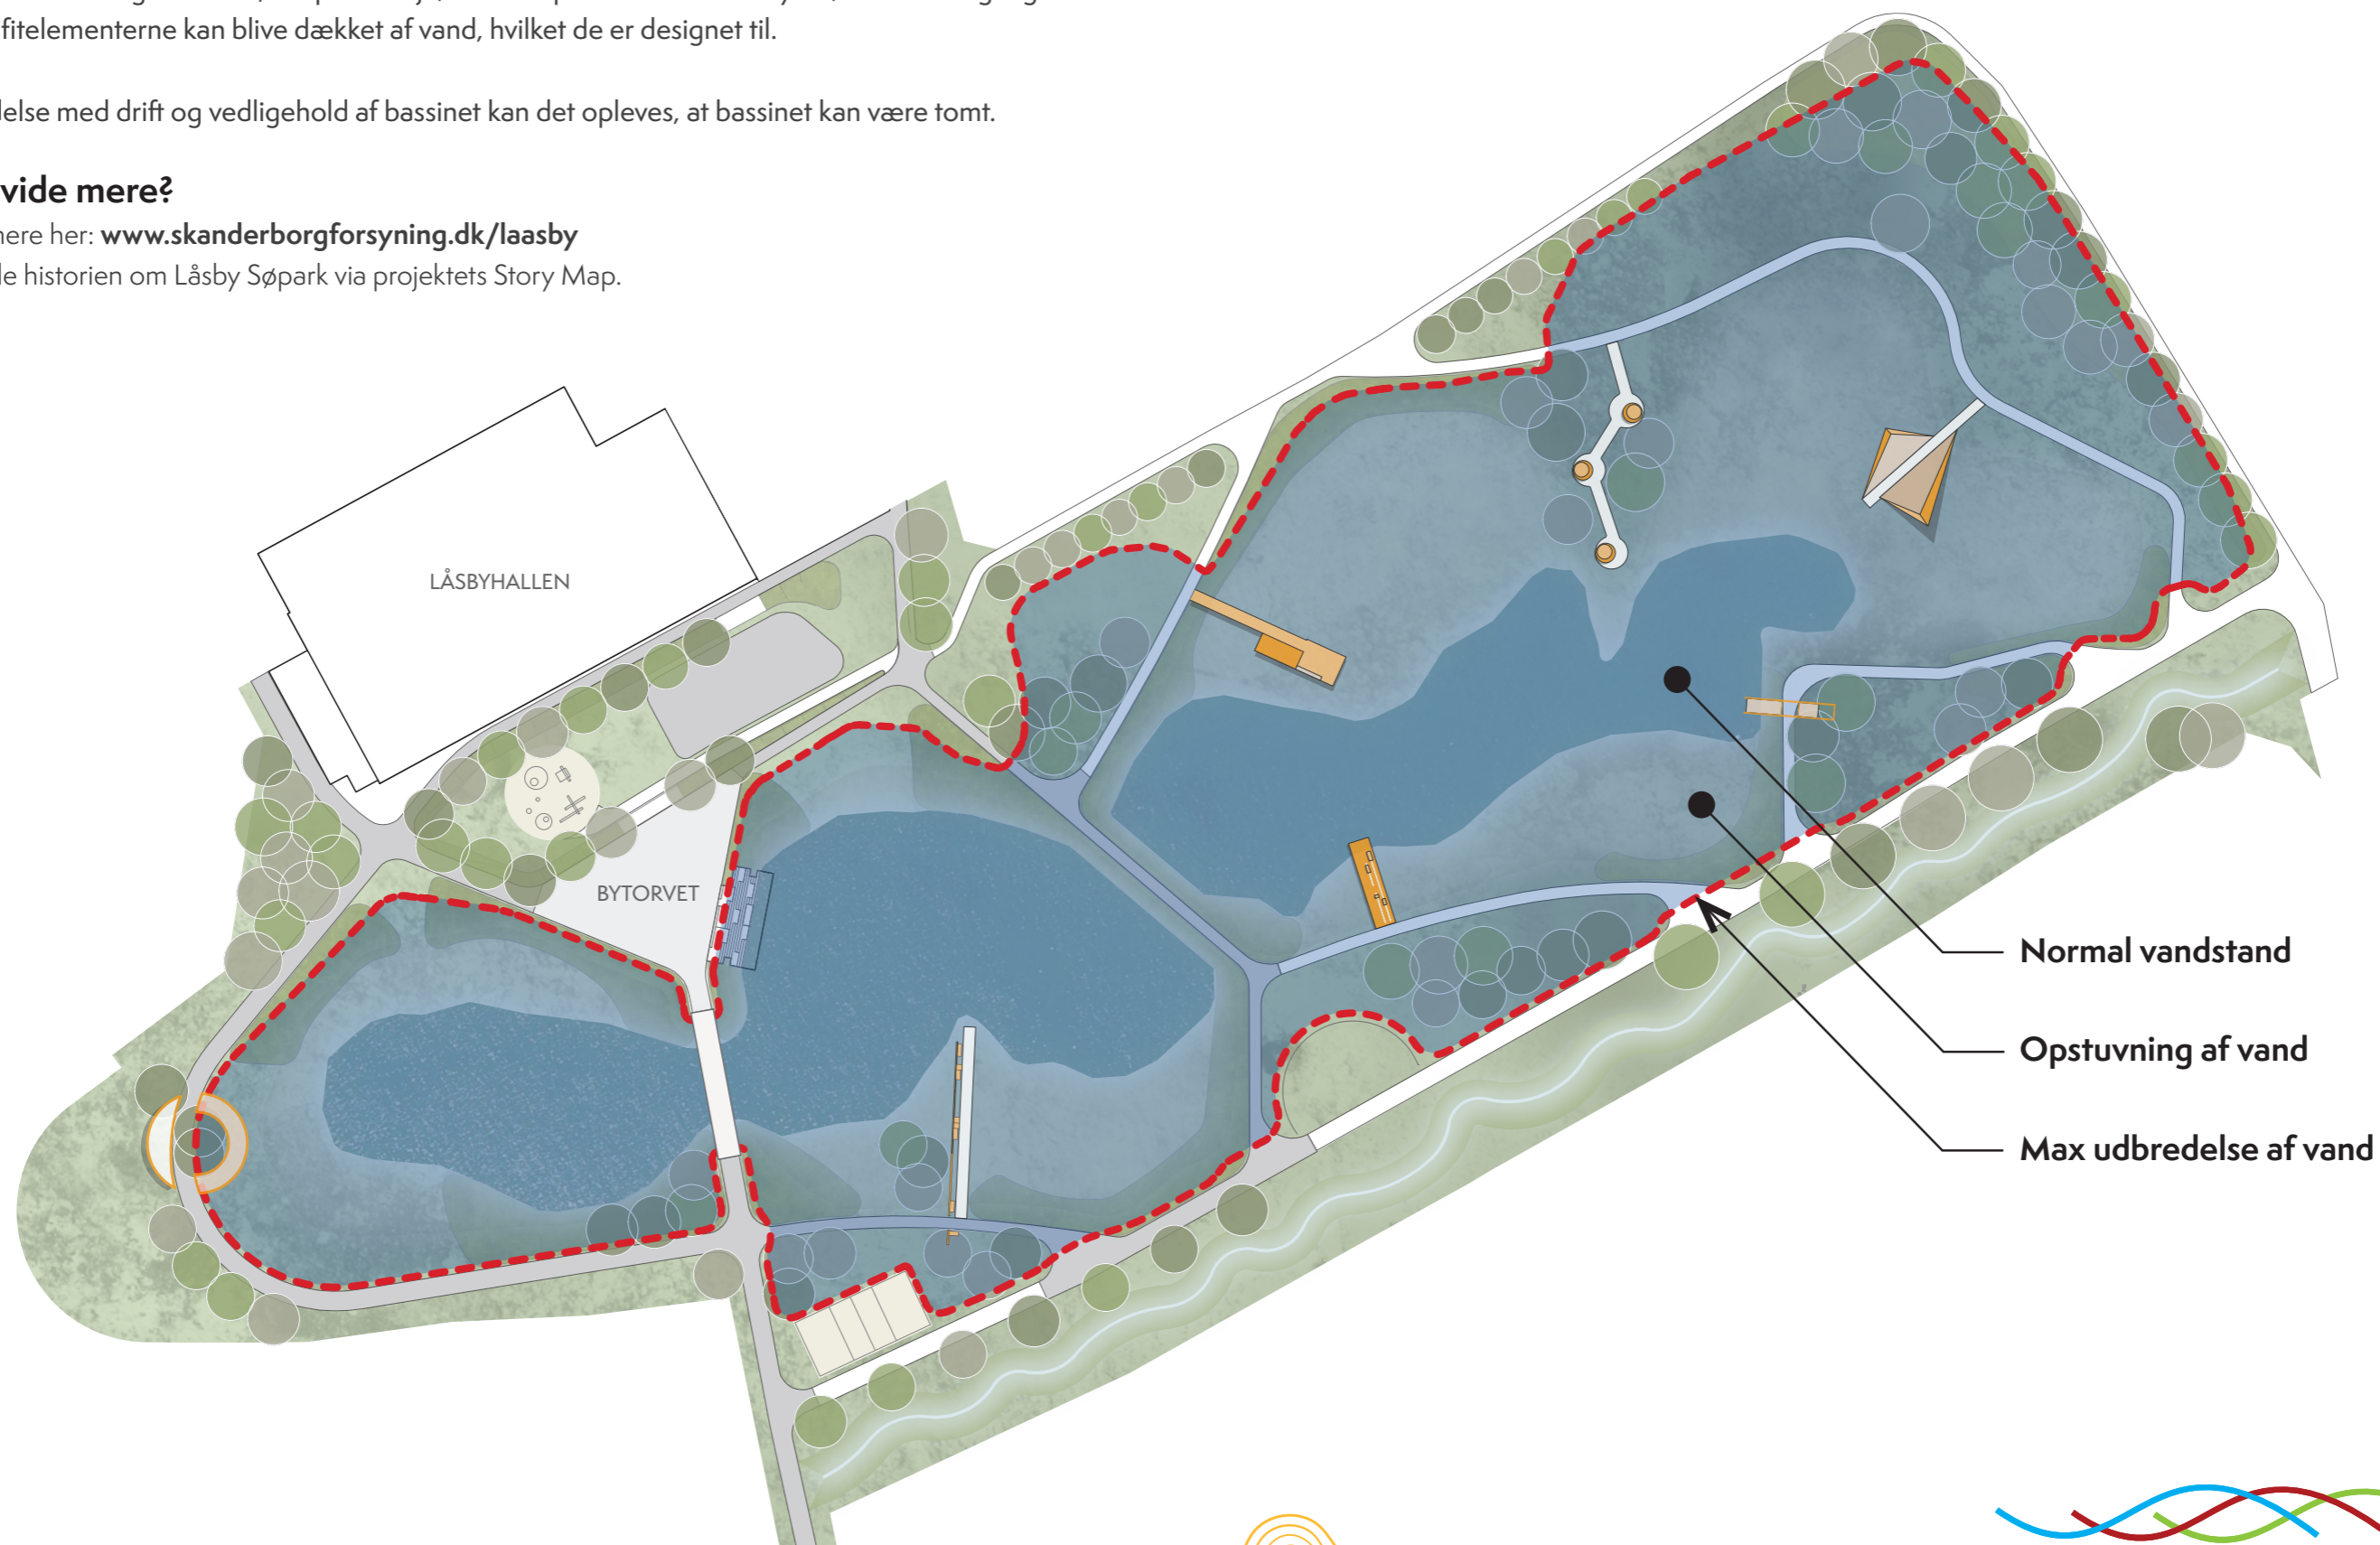 fitelementerne kan blive dækket af vand, hvilket de er designet til.
delse med drift og vedligehold af bassinet kan det opleves, at bassinet kan være tomt.
vide mere?
nere her: www.skanderborgforsyning.dk/laasby
le historien om Låsby Søpark via projektets Story Map.
LÅSBYHALLEN
BYTORVET
Normal vandstand
Opstuvning af vand
Max udbredelse af vand